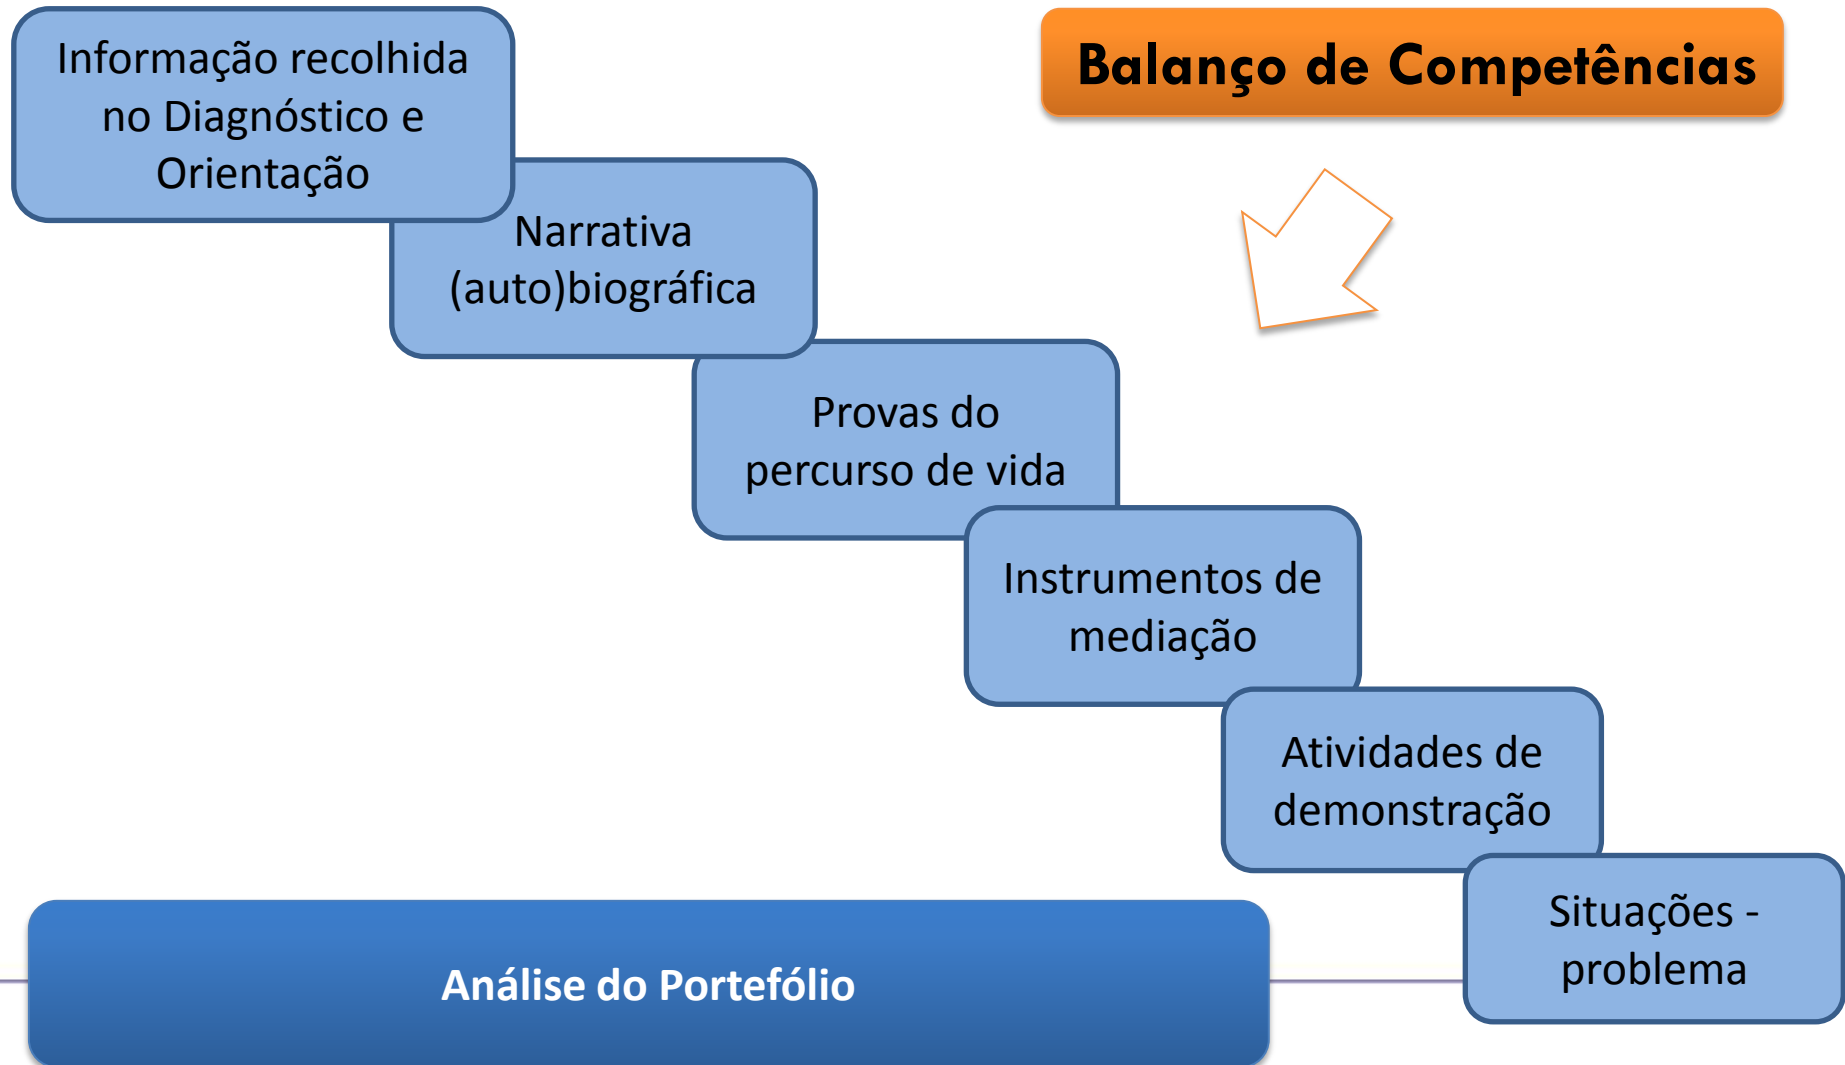 Informação recolhida
no Diagnóstico e
Orientação
Balanço de Competências
Narrativa
(auto)biográfica
Provas do
percurso de vida
Instrumentos de
mediação
Atividades de
demonstração
Situações -
problema
Análise do Portefólio